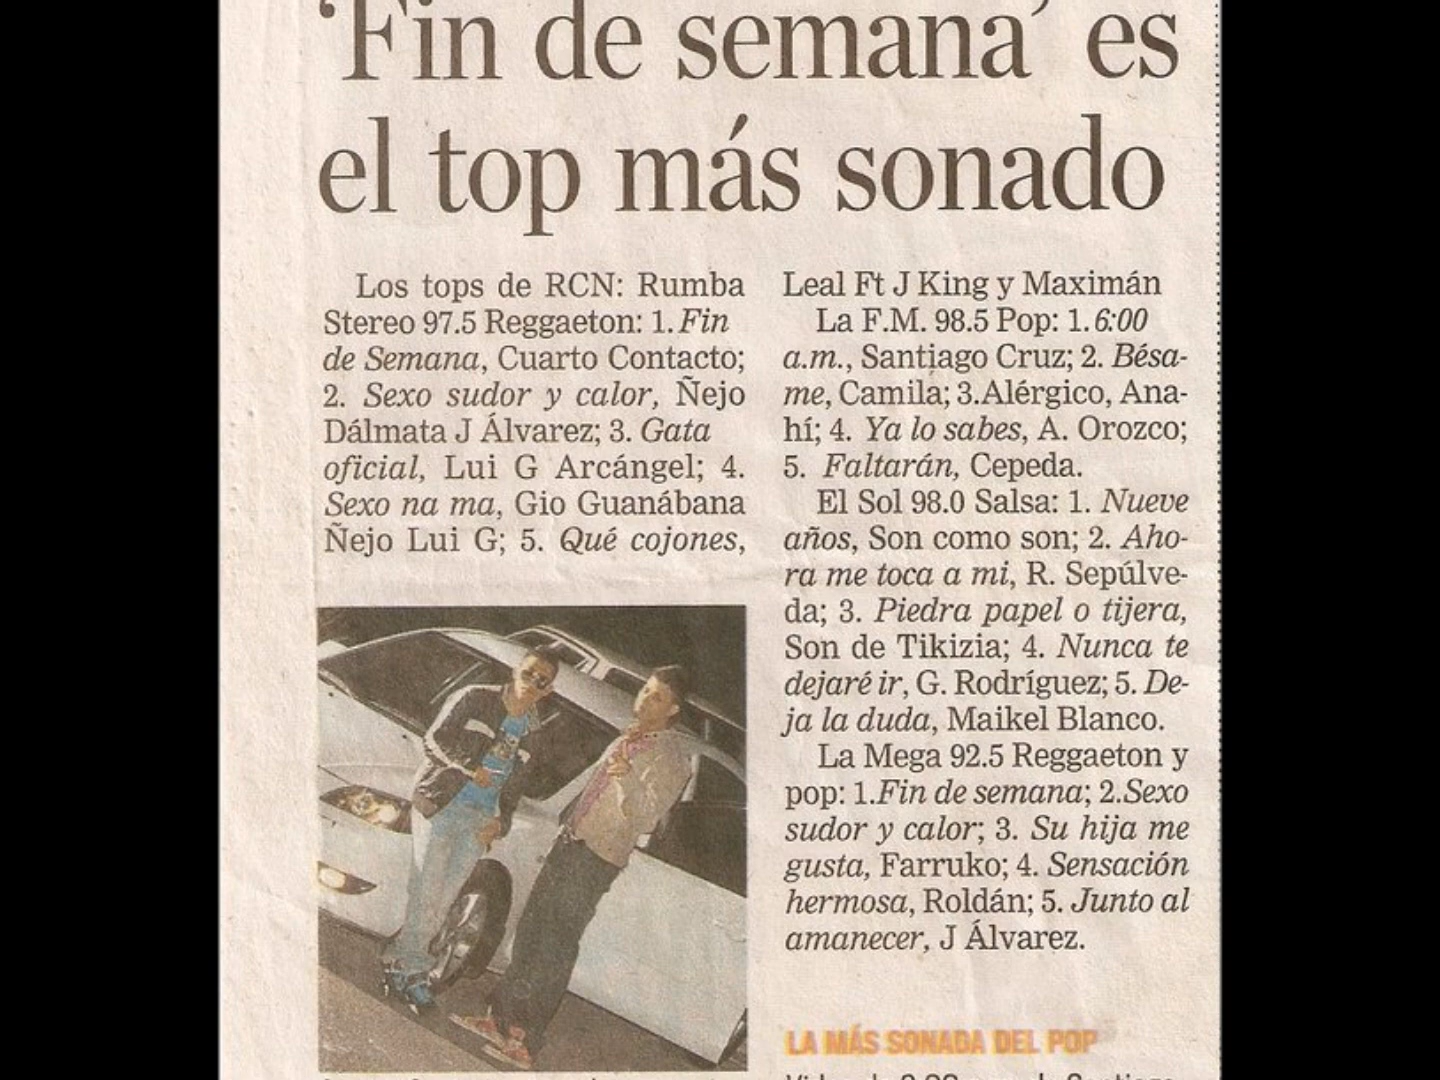 ‘Fin de semana’ es
el top más sonado
Los tops de RCN: Rumba
Stereo 97.5 Reggaeton: 1. Fin
de Semana, Cuarto Contacto;
2. Sexo sudor y calor, Ñejo
Dálmata J Álvarez; 3. Gata
oficial, Lui G Arcángel; 4.
Sexo na ma, Gio Guanábana
Ñejo Lui G; 5. Qué cojones,
Leal Ft J King y Maximán
La F.M. 98.5 Pop: 1. 6:00
a.m., Santiago Cruz; 2. Bésa-
me, Camila; 3.Alérgico, Ana-
hí; 4. Ya lo sabes, A. Orozco;
5. Faltarán, Cepeda.
El Sol 98.0 Salsa: 1. Nueve
años, Son como son; 2. Aho-
ra me toca a mi, R. Sepúlve-
da; 3. Piedra papel o tijera,
Son de Tikizia; 4. Nunca te
dejaré ir, G. Rodríguez; 5. De-
ja la duda, Maikel Blanco.
La Mega 92.5 Reggaeton y
pop: 1.Fin de semana; 2.Sexo
sudor y calor; 3. Su hija me
gusta, Farruko; 4. Sensación
hermosa, Roldán; 5. Junto al
amanecer, J Álvarez.
LA MÁS SONADA DEL POP